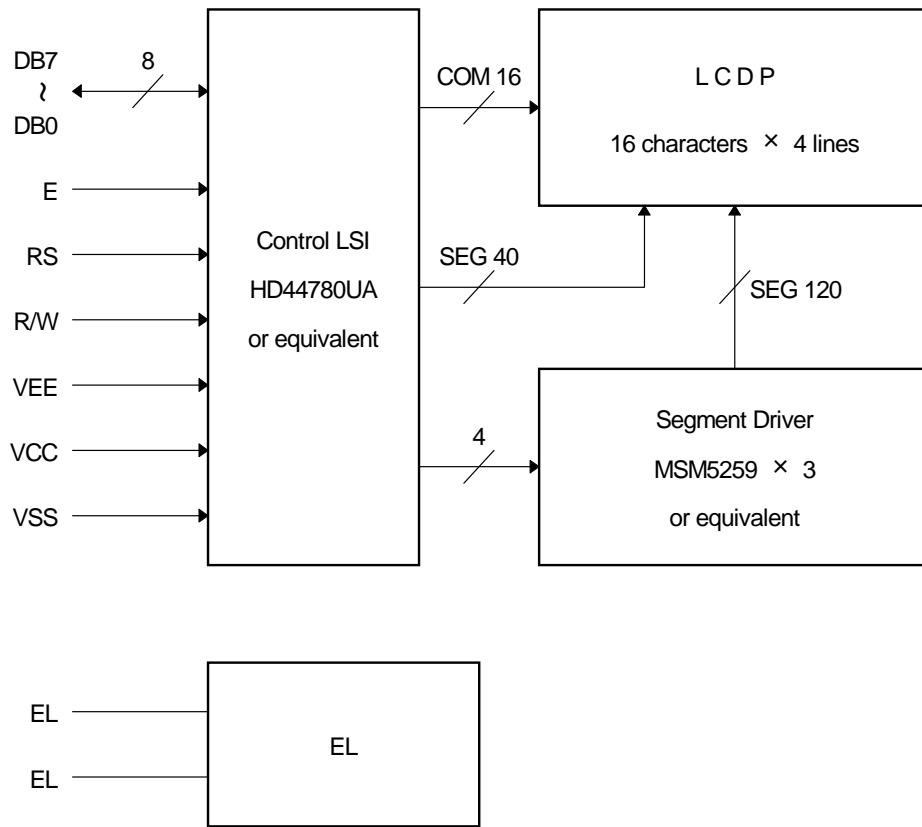 DB7
~
DB0
8
E
RS
R/W
VEE
VCC
VSS
Control LSI
HD44780UA
or equivalent
COM 16
SEG 40
4
L C D P
16 characters × 4 lines
SEG 120
Segment Driver
MSM5259 × 3
or equivalent
EL
EL
EL